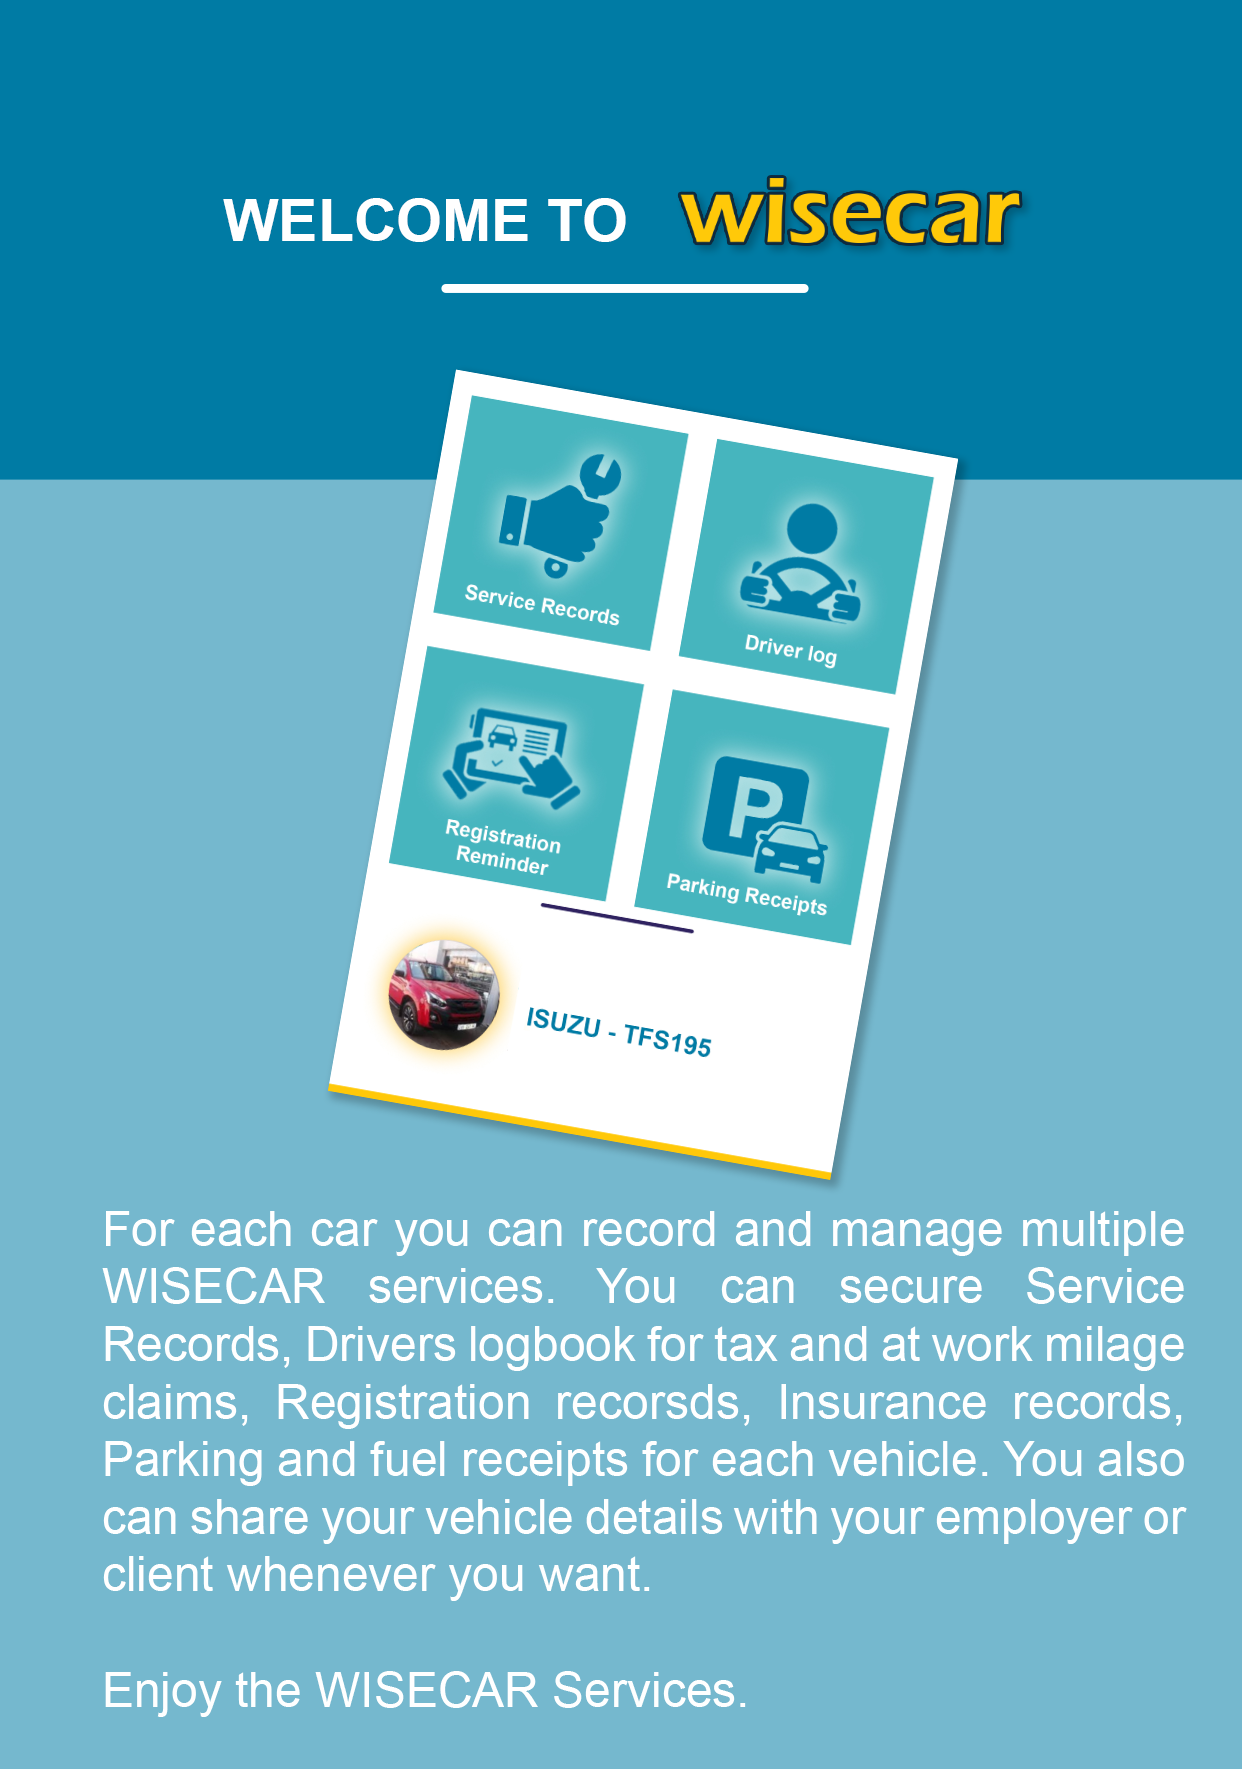 WELCOME TO wisecar
Service Records
Driver log
Registration
Reminder
P
Parking Receipts
ISUZU - TFS195
For each car you can record and manage multiple
WISECAR services. You can secure Service
Records, Drivers logbook for tax and at work milage
claims, Registration recorsds, Insurance records,
Parking and fuel receipts for each vehicle. You also
can share your vehicle details with your employer or
client whenever you want.
Enjoy the WISECAR Services.